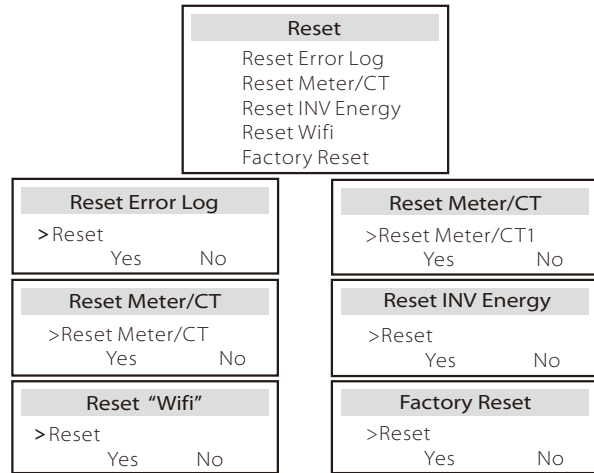 Reset
Reset Error Log
Reset Meter/CT
Reset INV Energy
Reset Wifi
Factory Reset
Reset Error Log
>Reset
Yes No
Reset Meter/CT
>Reset Meter/CT1
Yes No
Reset Meter/CT
>Reset Meter/CT
Yes No
Reset INV Energy
>Reset
Yes No
Reset “Wifi”
>Reset
Yes No
Factory Reset
>Reset
Yes No